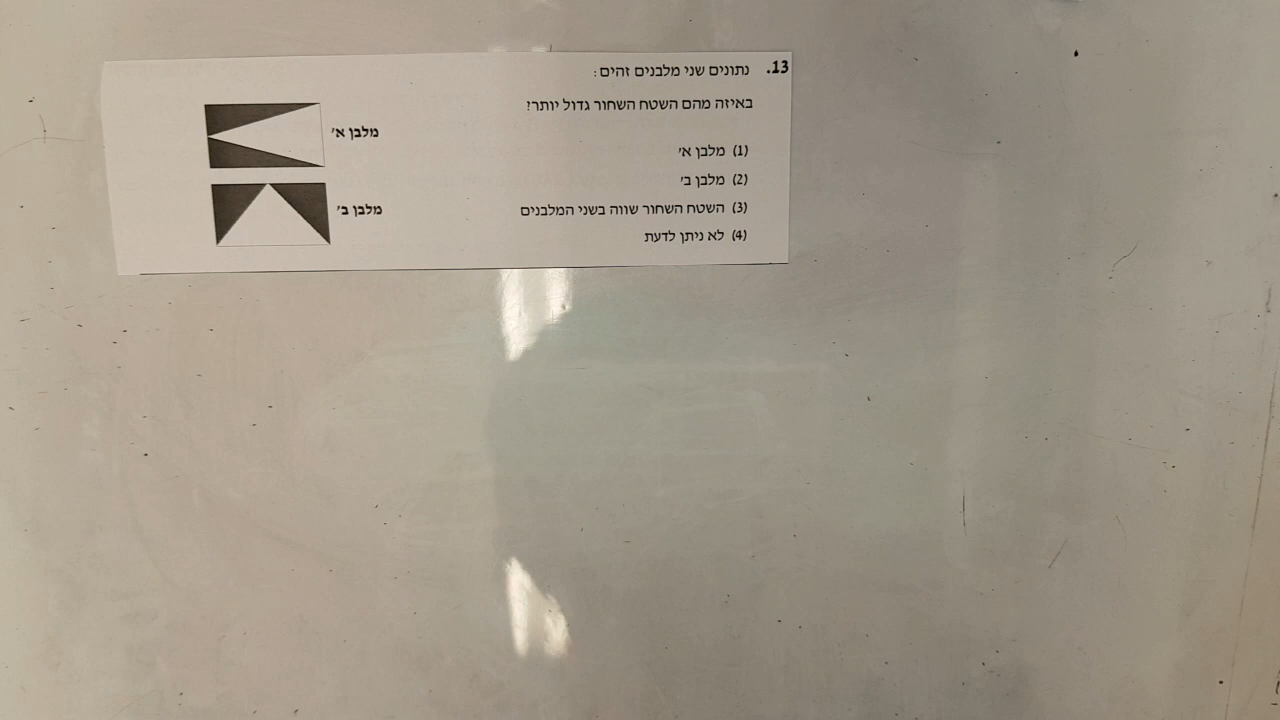 13. נתונים שני מלבנים זהים:
באיזה מהם השטח השחור גדול יותר?
(1) מלבן א'
(2) מלבן ב'
(3) השטח השחור שווה בשני המלבנים
(4) לא ניתן לדעת
מלבן א'
מלבן ב'